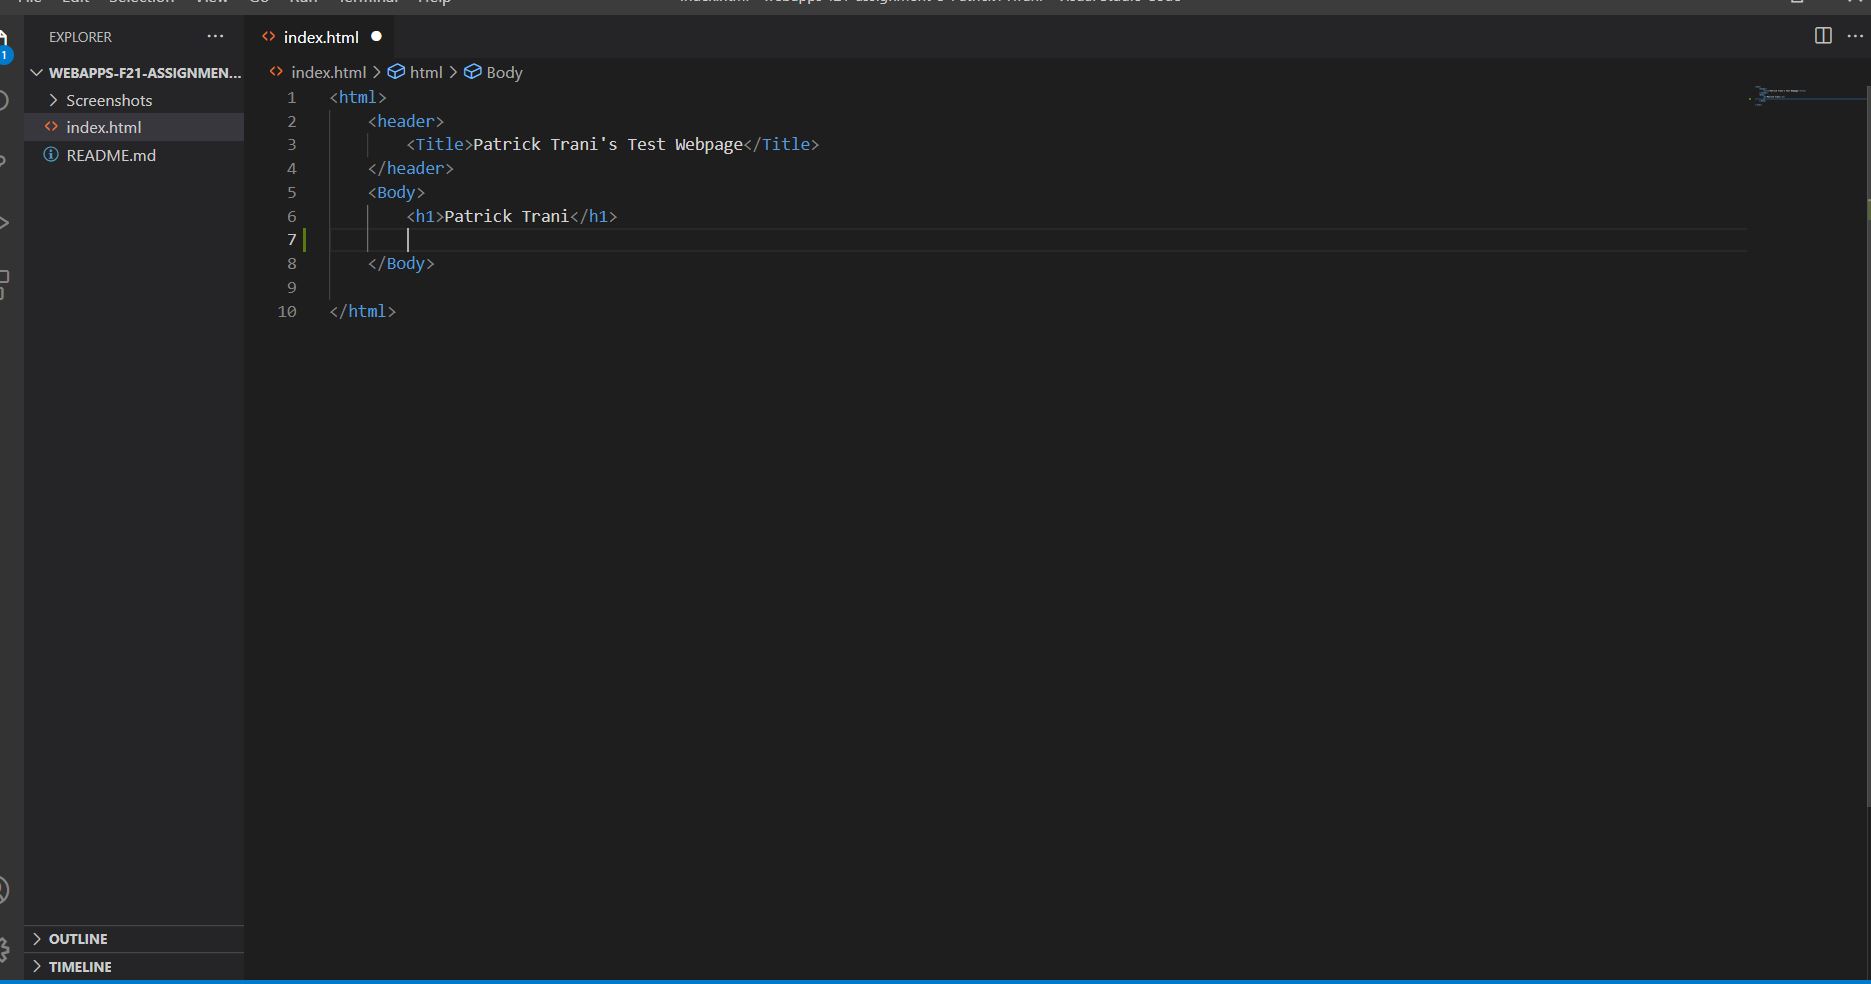 File Edit Selection View Go Run Terminal Help
EXPLORER
1
WEBAPPS-F21-ASSIGNMEN...
Screenshots
index.html
README.md
OUTLINE
TIMELINE
index.html
index.html > html > Body
1 <html>
2 <header>
3 <Title>Patrick Trani's Test Webpage</Title>
4 </header>
5 <Body>
6 <h1>Patrick Trani</h1>
7
8 </Body>
9
10 </html>